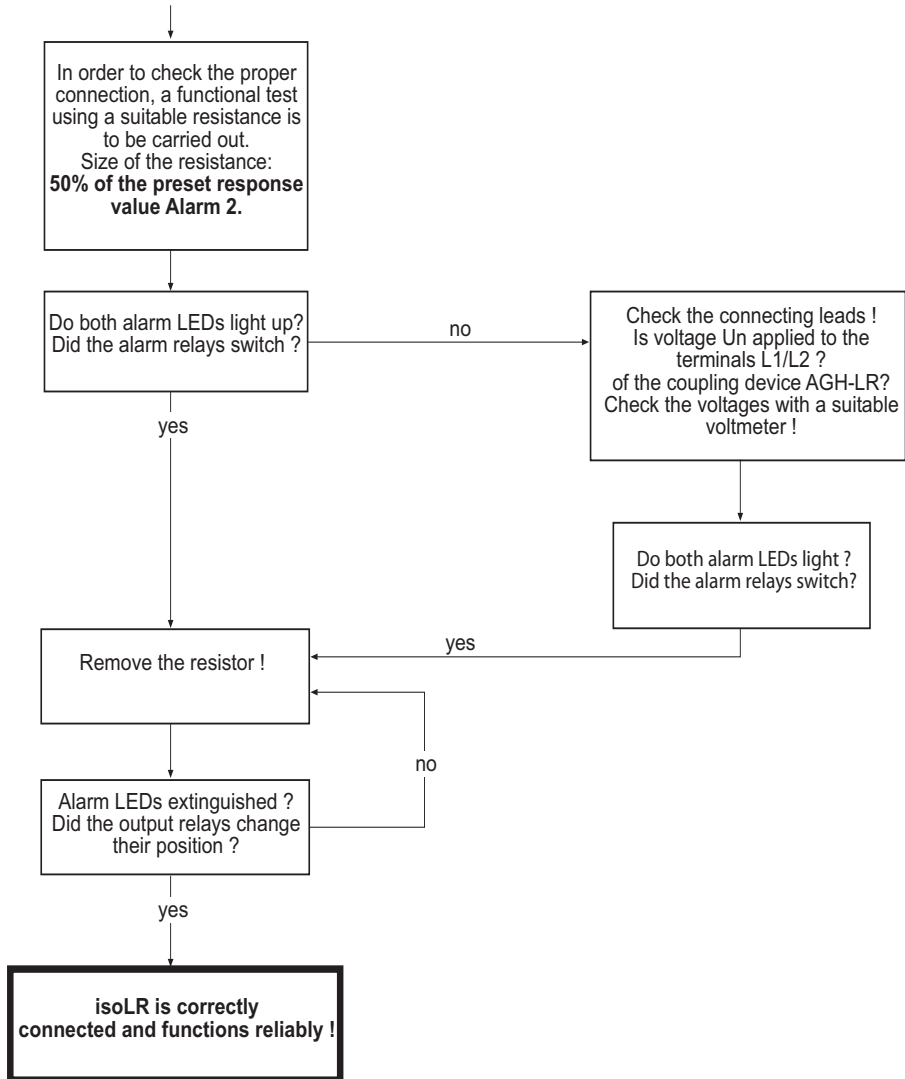 In order to check the proper
connection, a functional test
using a suitable resistance is
to be carried out.
Size of the resistance:
50% of the preset response
value Alarm 2.
Do both alarm LEDs light up?
Did the alarm relays switch ?
no
Check the connecting leads !
Is voltage Un applied to the
terminals L1/L2 ?
of the coupling device AGH-LR?
Check the voltages with a suitable
voltmeter !
yes
Do both alarm LEDs light ?
Did the alarm relays switch?
yes
Remove the resistor !
no
Alarm LEDs extinguished ?
Did the output relays change
their position ?
yes
isoLR is correctly
connected and functions reliably !